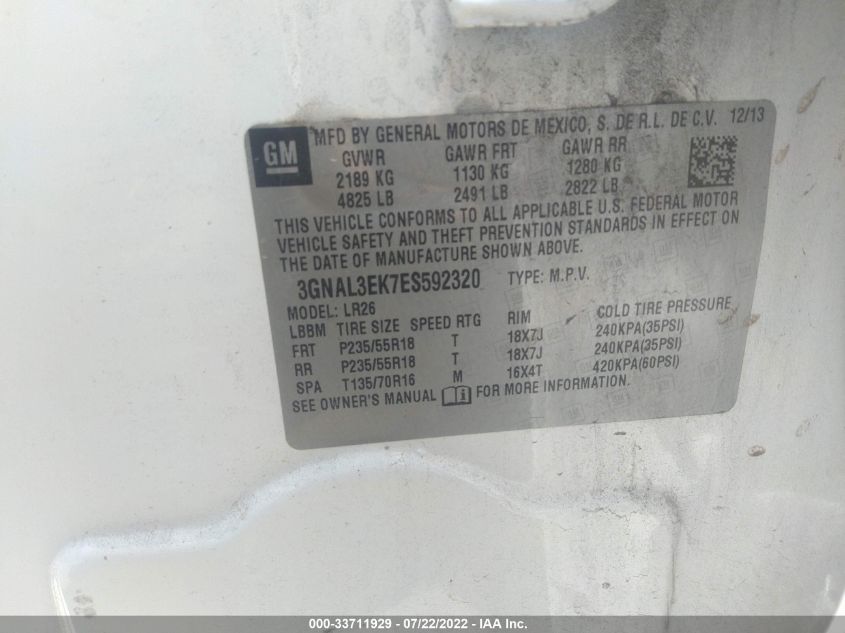 GM
MFD BY GENERAL MOTORS DE MEXICO, S. DE R.L. DE C.V. 12/13
GVWR GAWR FRT GAWR RR
2189 KG 1130 KG 1280 KG
4825 LB 2491 LB 2822 LB
THIS VEHICLE CONFORMS TO ALL APPLICABLE U.S. FEDERAL MOTOR
VEHICLE SAFETY AND THEFT PREVENTION STANDARDS IN EFFECT ON
THE DATE OF MANUFACTURE SHOWN ABOVE.
3GNAL3EK7ES592320 TYPE: M.P.V.
MODEL: LR26
LBBM TIRE SIZE SPEED RTG RIM COLD TIRE PRESSURE
FRT P235/55R18 T 18X7J 240KPA(35PSI)
RR P235/55R18 T 18X7J 240KPA(35PSI)
SPA T135/70R16 M 16X4T 420KPA(60PSI)
SEE OWNER'S MANUAL FOR MORE INFORMATION.
000-33711929 - 07/22/2022 - IAA Inc.